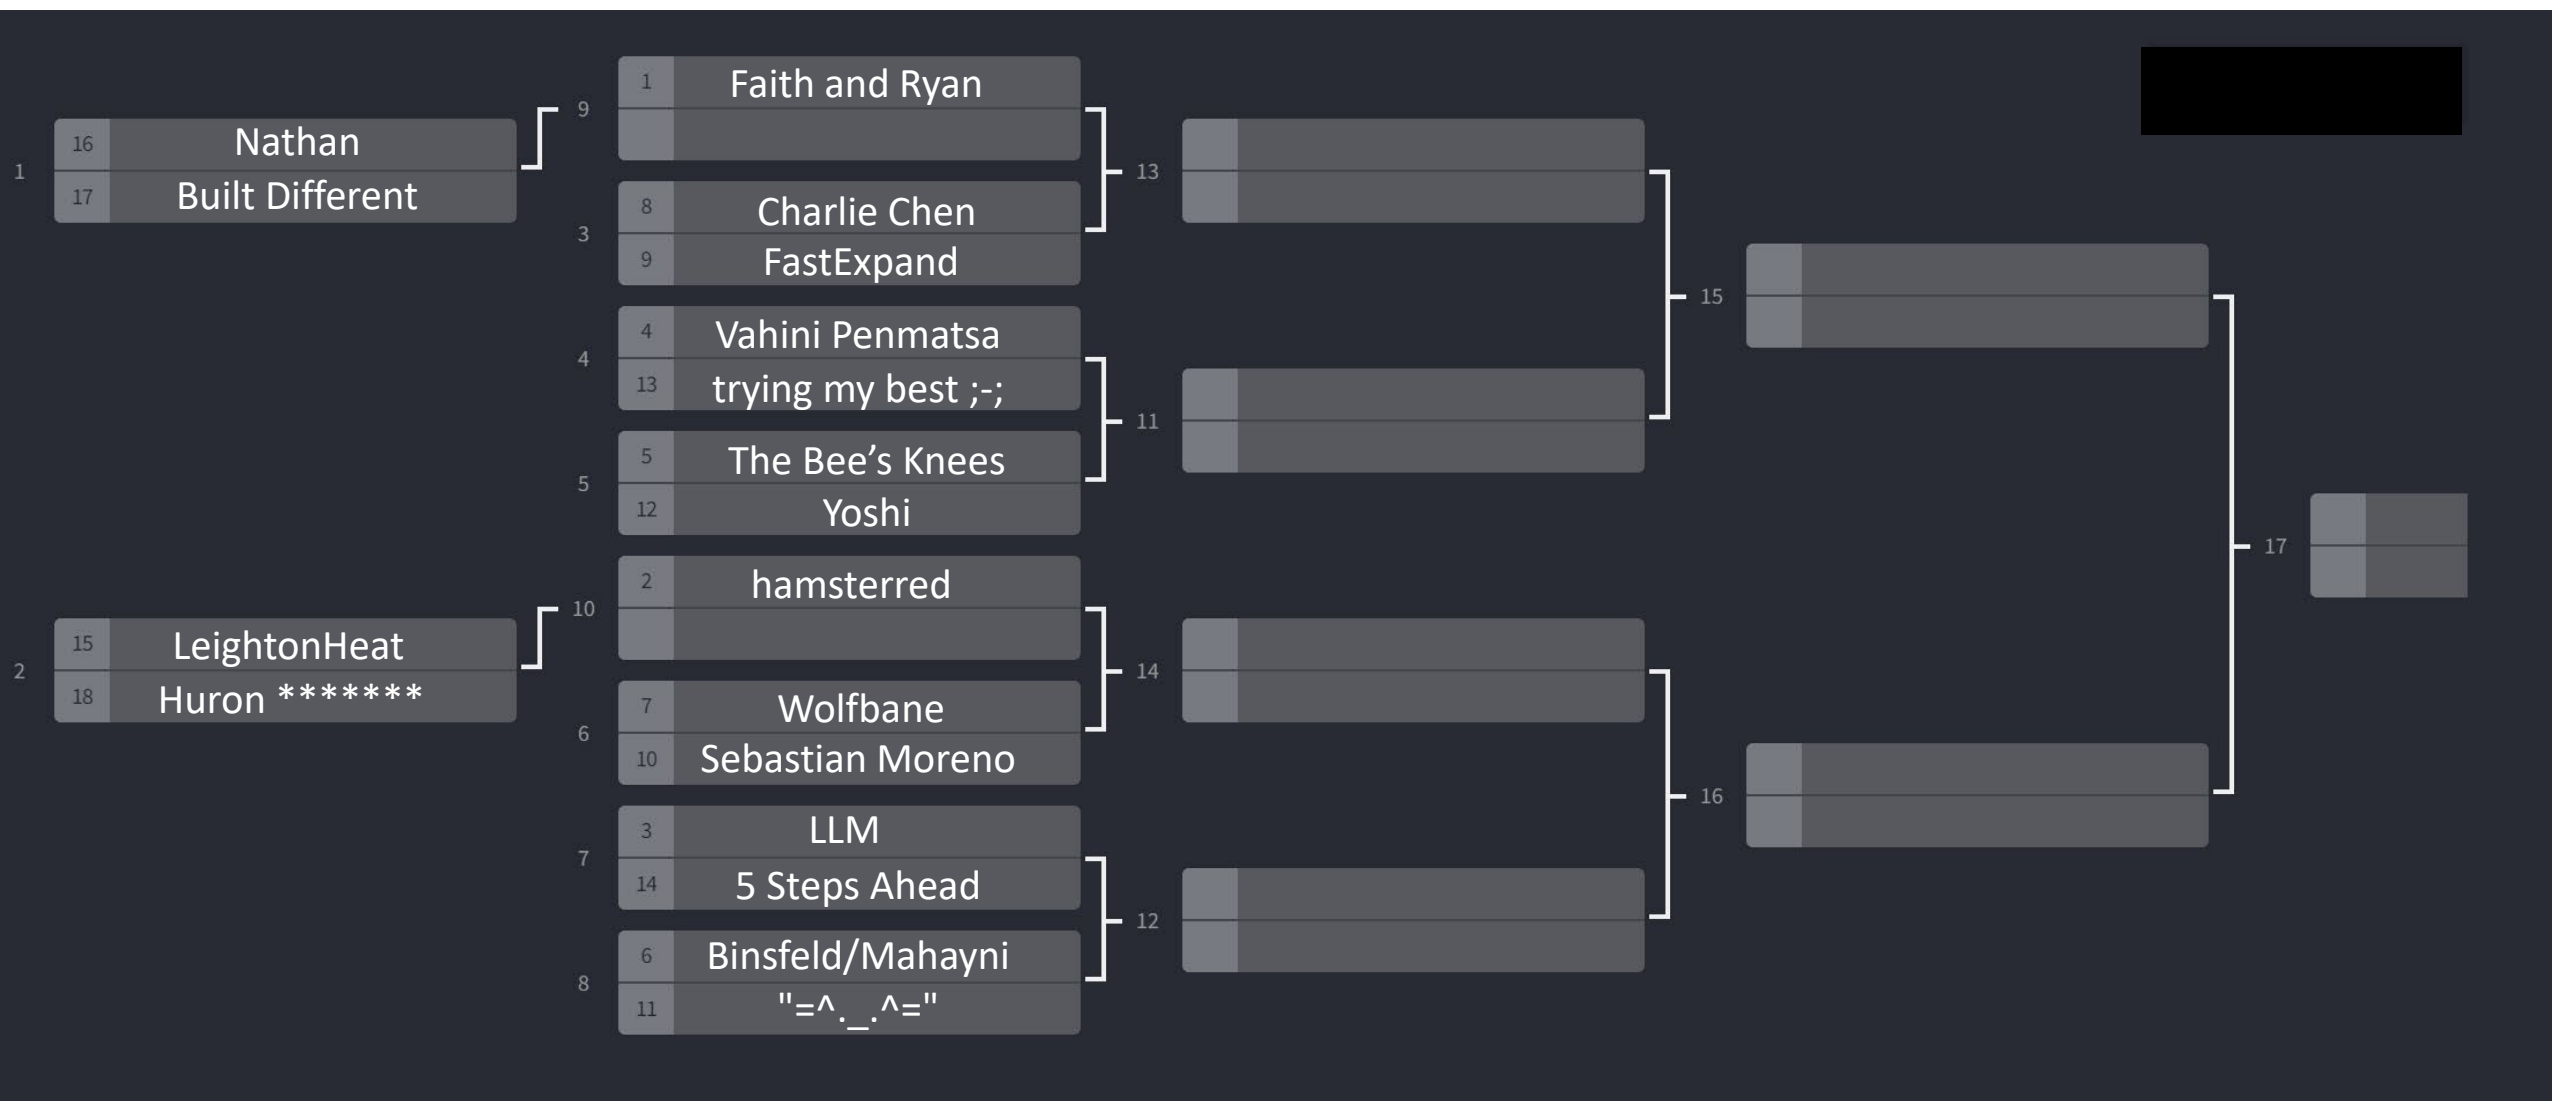 1
16 Nathan
17 Built Different
9
1 Faith and Ryan
3
8 Charlie Chen
9 FastExpand
4
4 Vahini Penmatsa
13 trying my best ;-;
5
5 The Bee’s Knees
12 Yoshi
2
15 LeightonHeat
18 Huron *******
10
2 hamsterred
6
7 Wolfbane
10 Sebastian Moreno
7
3 LLM
14 5 Steps Ahead
8
6 Binsfeld/Mahayni
11 "=^._.^="
13
11
14
12
15
16
17